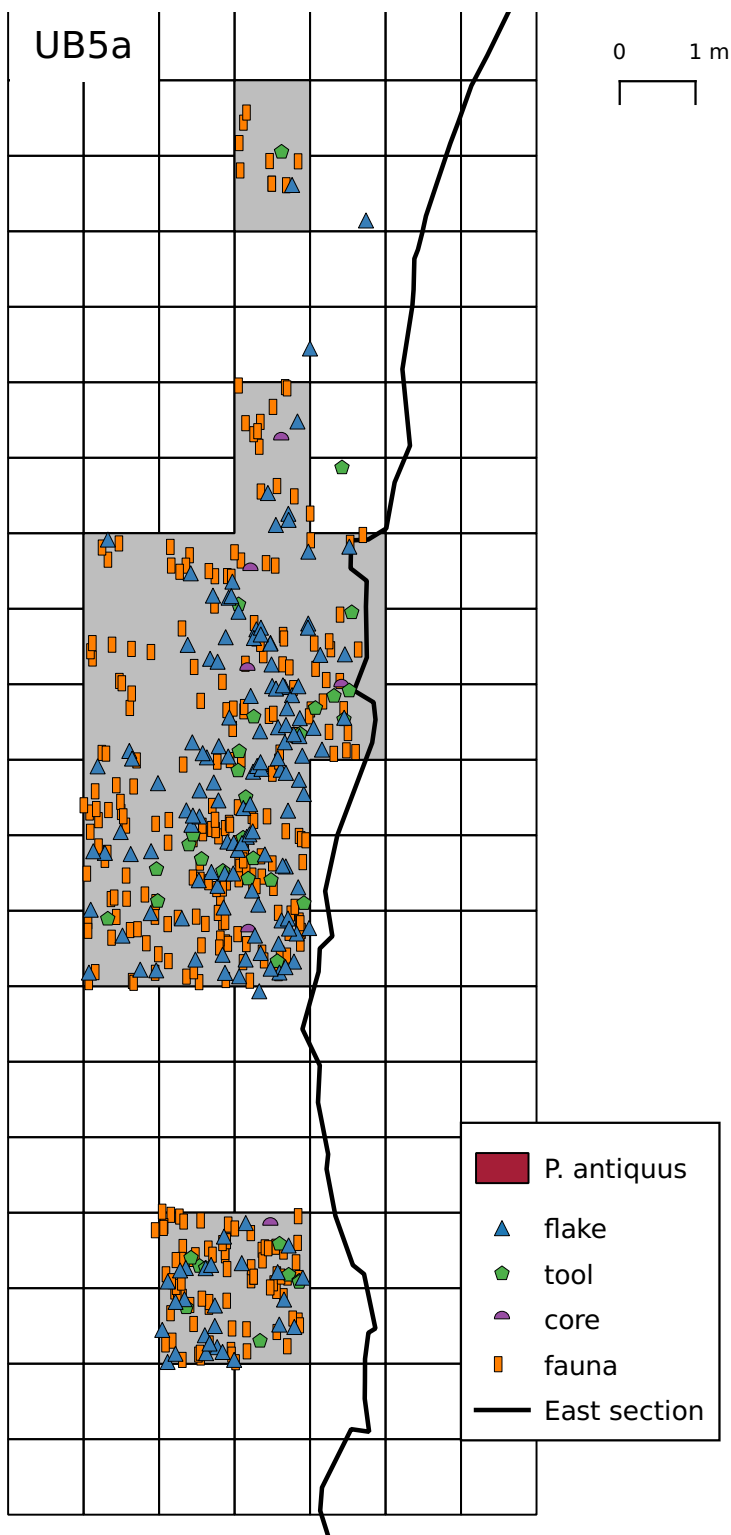 UB5a
0 1 m
P. antiquus
flake
tool
core
fauna
East section